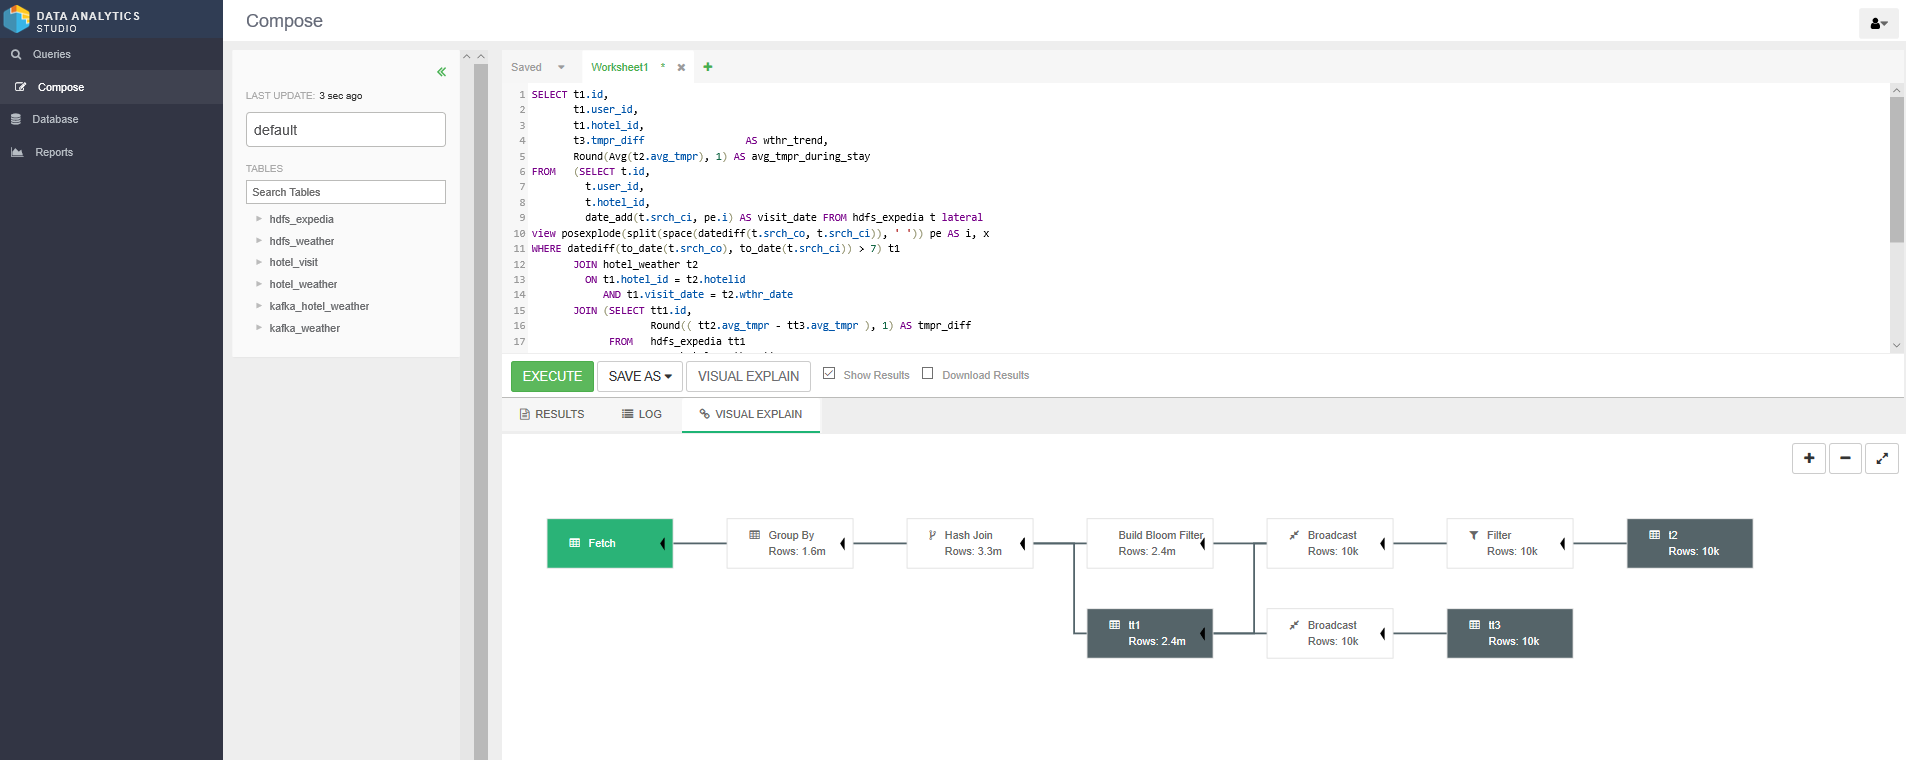 DATA ANALYTICS
STUDIO
Queries
Compose
Database
Reports
Compose
LAST UPDATE: 3 sec ago
default
TABLES
Search Tables
hdfs_expedia
hdfs_weather
hotel_visit
hotel_weather
kafka_hotel_weather
kafka_weather
Saved
Worksheet1 *
1 SELECT t1.id,
2 t1.user_id,
3 t1.hotel_id,
4 t3.tmpr_diff AS wthr_trend,
5 Round(Avg(t2.avg_tmpr), 1) AS avg_tmpr_during_stay
6 FROM (SELECT t.id,
7 t.user_id,
8 t.hotel_id,
9 date_add(t.srch_ci, pe.i) AS visit_date FROM hdfs_expedia t lateral
10 view posexplode(split(space(datediff(t.srch_co, t.srch_ci)), ' ')) pe AS i, x
11 WHERE datediff(to_date(t.srch_co), to_date(t.srch_ci)) > 7) t1
12 JOIN hotel_weather t2
13 ON t1.hotel_id = t2.hotelid
14 AND t1.visit_date = t2.wthr_date
15 JOIN (SELECT tt1.id,
16 Round(( tt2.avg_tmpr - tt3.avg_tmpr ), 1) AS tmpr_diff
17 FROM hdfs_expedia tt1
EXECUTE
SAVE AS
VISUAL EXPLAIN
Show Results
Download Results
RESULTS
LOG
VISUAL EXPLAIN
Fetch
Group By
Rows: 1.6m
Hash Join
Rows: 3.3m
Build Bloom Filter
Rows: 2.4m
Broadcast
Rows: 10k
Filter
Rows: 10k
t2
Rows: 10k
tt1
Rows: 2.4m
Broadcast
Rows: 10k
tt3
Rows: 10k